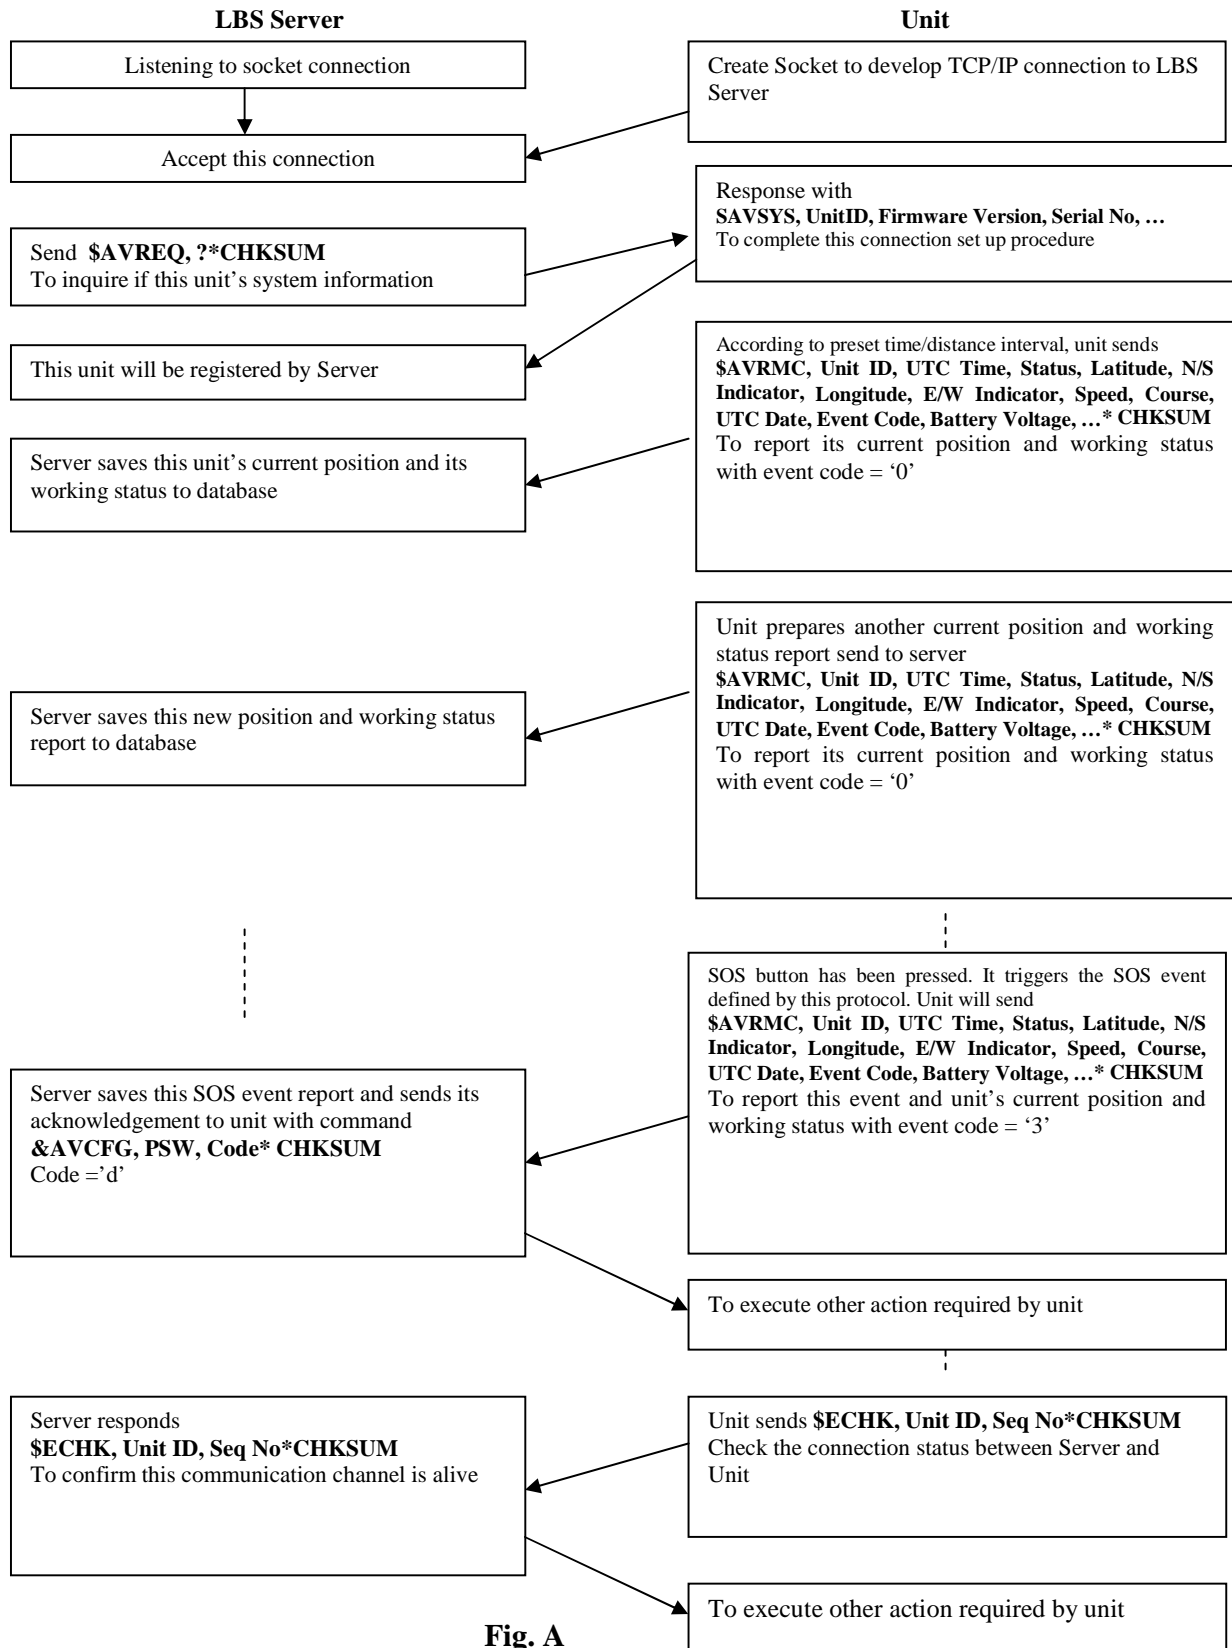 LBS Server
Unit
Listening to socket connection
Create Socket to develop TCP/IP connection to LBS
Server
Accept this connection
Response with
SAVSYS, UnitID, Firmware Version, Serial No, …
To complete this connection set up procedure
Send $AVREQ, ?*CHKSUM
To inquire if this unit's system information
This unit will be registered by Server
According to preset time/distance interval, unit sends
$AVRMC, Unit ID, UTC Time, Status, Latitude, N/S
Indicator, Longitude, E/W Indicator, Speed, Course,
UTC Date, Event Code, Battery Voltage, …* CHKSUM
To report its current position and working status
with event code = '0'
Server saves this unit's current position and its
working status to database
Unit prepares another current position and working
status report send to server
$AVRMC, Unit ID, UTC Time, Status, Latitude, N/S
Indicator, Longitude, E/W Indicator, Speed, Course,
UTC Date, Event Code, Battery Voltage, …* CHKSUM
To report its current position and working status
with event code = '0'
Server saves this new position and working status
report to database
SOS button has been pressed. It triggers the SOS event
defined by this protocol. Unit will send
$AVRMC, Unit ID, UTC Time, Status, Latitude, N/S
Indicator, Longitude, E/W Indicator, Speed, Course,
UTC Date, Event Code, Battery Voltage, …* CHKSUM
To report this event and unit's current position and
working status with event code = '3'
Server saves this SOS event report and sends its
acknowledgement to unit with command
&AVCFG, PSW, Code* CHKSUM
Code ='d'
To execute other action required by unit
Server responds
$ECHK, Unit ID, Seq No*CHKSUM
To confirm this communication channel is alive
Unit sends $ECHK, Unit ID, Seq No*CHKSUM
Check the connection status between Server and
Unit
To execute other action required by unit
Fig. A